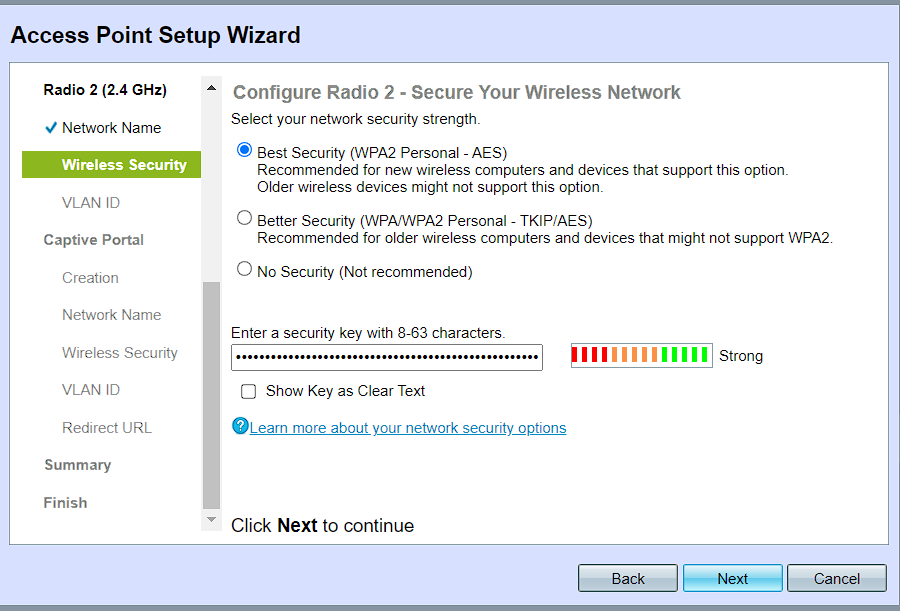 Access Point Setup Wizard
Radio 2 (2.4 GHz)
Network Name
Wireless Security
VLAN ID
Captive Portal
Creation
Network Name
Wireless Security
VLAN ID
Redirect URL
Summary
Finish
Configure Radio 2 - Secure Your Wireless Network
Select your network security strength.
Best Security (WPA2 Personal - AES)
Recommended for new wireless computers and devices that support this option.
Older wireless devices might not support this option.
Better Security (WPA/WPA2 Personal - TKIP/AES)
Recommended for older wireless computers and devices that might not support WPA2.
No Security (Not recommended)
Enter a security key with 8-63 characters.
Strong
Show Key as Clear Text
?
Learn more about your network security options
Click Next to continue
Back
Next
Cancel